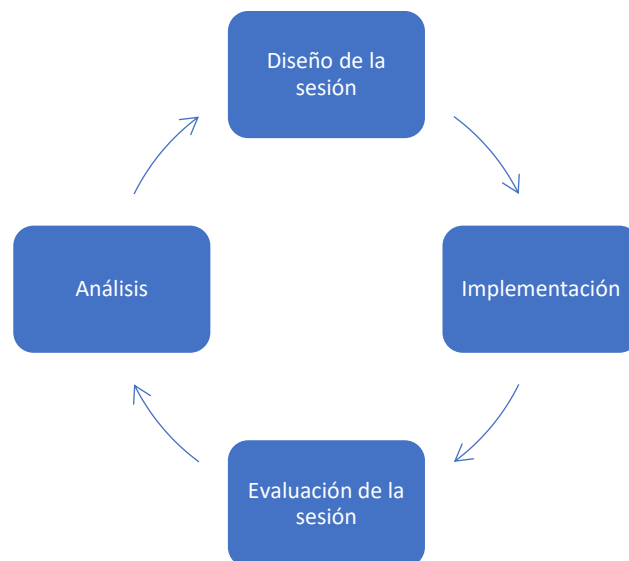 Diseño de la
sesión
Análisis
Implementación
Evaluación de la
sesión